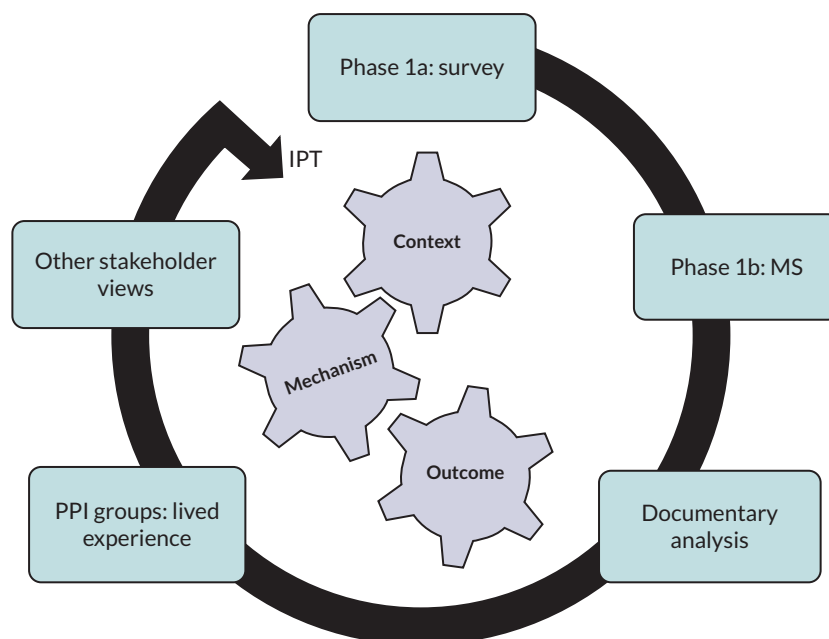 Phase 1a: survey
IPT
Context
Phase 1b: MS
Other stakeholder
views
Mechanism
Outcome
PPI groups: lived
experience
Documentary
analysis